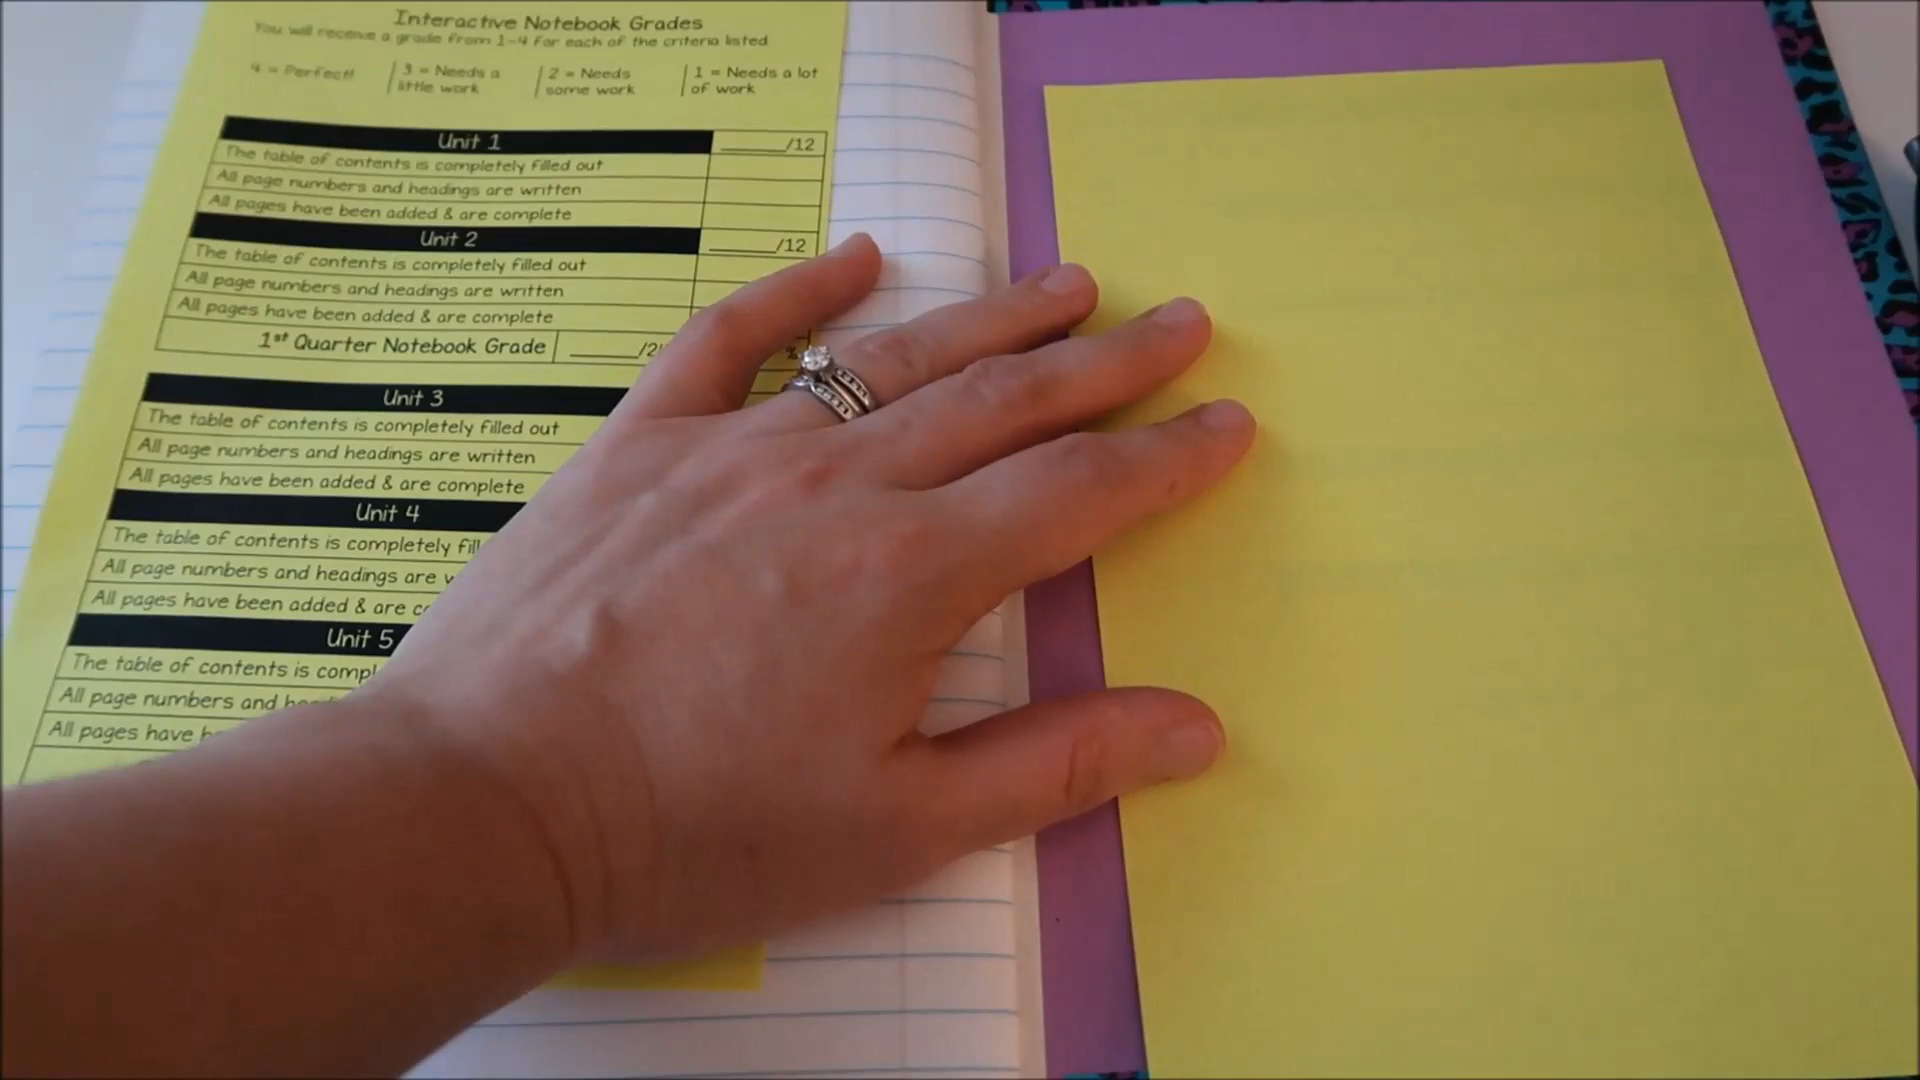 Interactive Notebook Grades
You will receive a grade from 1-4 for each of the criteria listed
4 = Perfect!
3 = Needs a little work
2 = Needs some work
1 = Needs a lot of work
Unit 1 ______/12
The table of contents is completely filled out
All page numbers and headings are written
All pages have been added & are complete
Unit 2 ______/12
The table of contents is completely filled out
All page numbers and headings are written
All pages have been added & are complete
1st Quarter Notebook Grade ______/2 %
Unit 3
The table of contents is completely filled out
All page numbers and headings are written
All pages have been added & are complete
Unit 4
The table of contents is completely fill
All page numbers and headings are w
All pages have been added & are c
Unit 5
The table of contents is compl
All page numbers and
All pages have